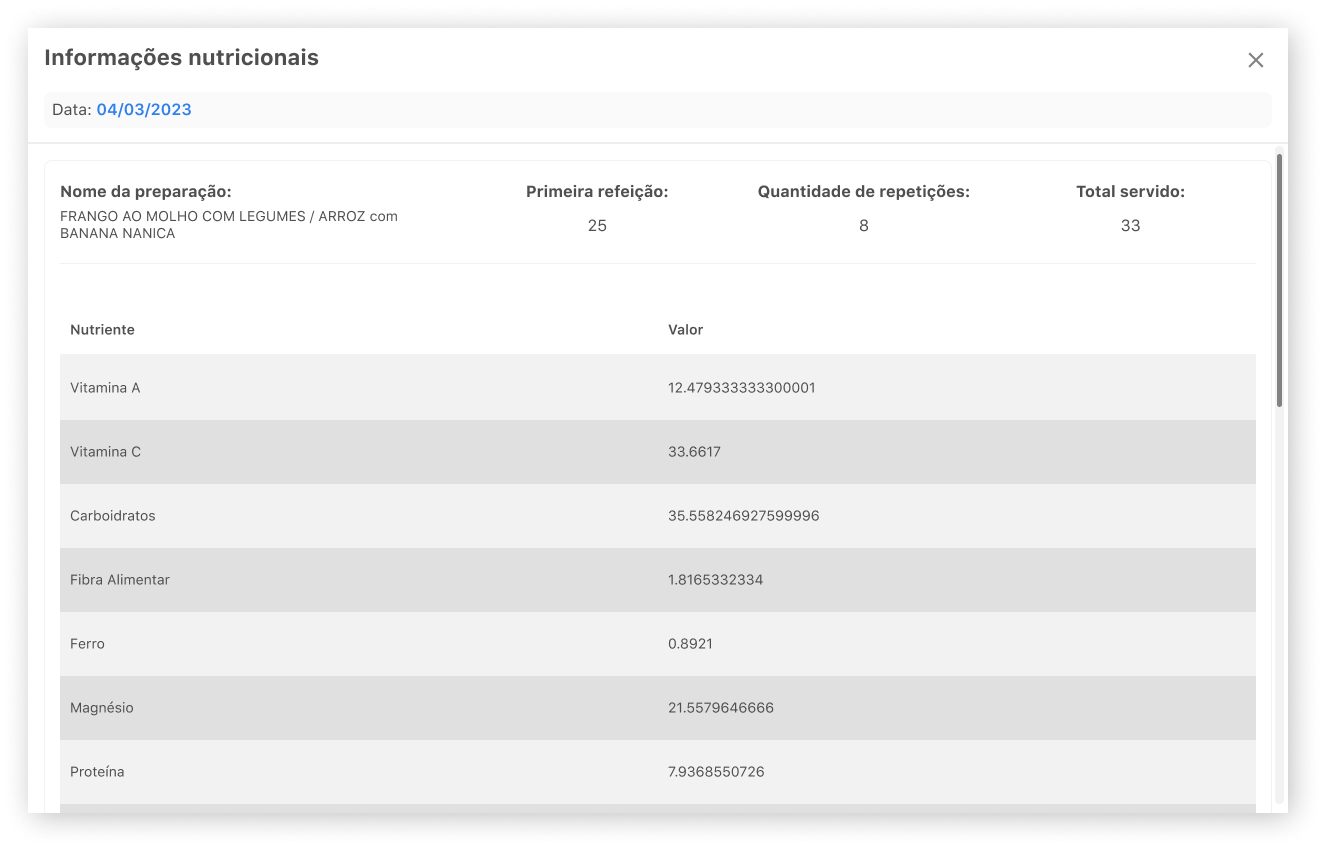 Informações nutricionais
Data: 04/03/2023
Nome da preparação:
FRANGO AO MOLHO COM LEGUMES / ARROZ com
BANANA NANICA
Primeira refeição:
25
Quantidade de repetições:
8
Total servido:
33
Nutriente Valor
Vitamina A 12.479333333300001
Vitamina C 33.6617
Carboidratos 35.558246927599996
Fibra Alimentar 1.8165332334
Ferro 0.8921
Magnésio 21.5579646666
Proteína 7.9368550726